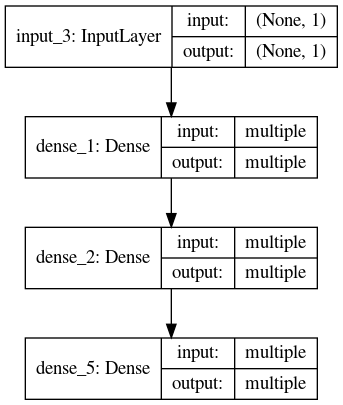 input_3: InputLayer
input: (None, 1)
output: (None, 1)
dense_1: Dense
input: multiple
output: multiple
dense_2: Dense
input: multiple
output: multiple
dense_5: Dense
input: multiple
output: multiple